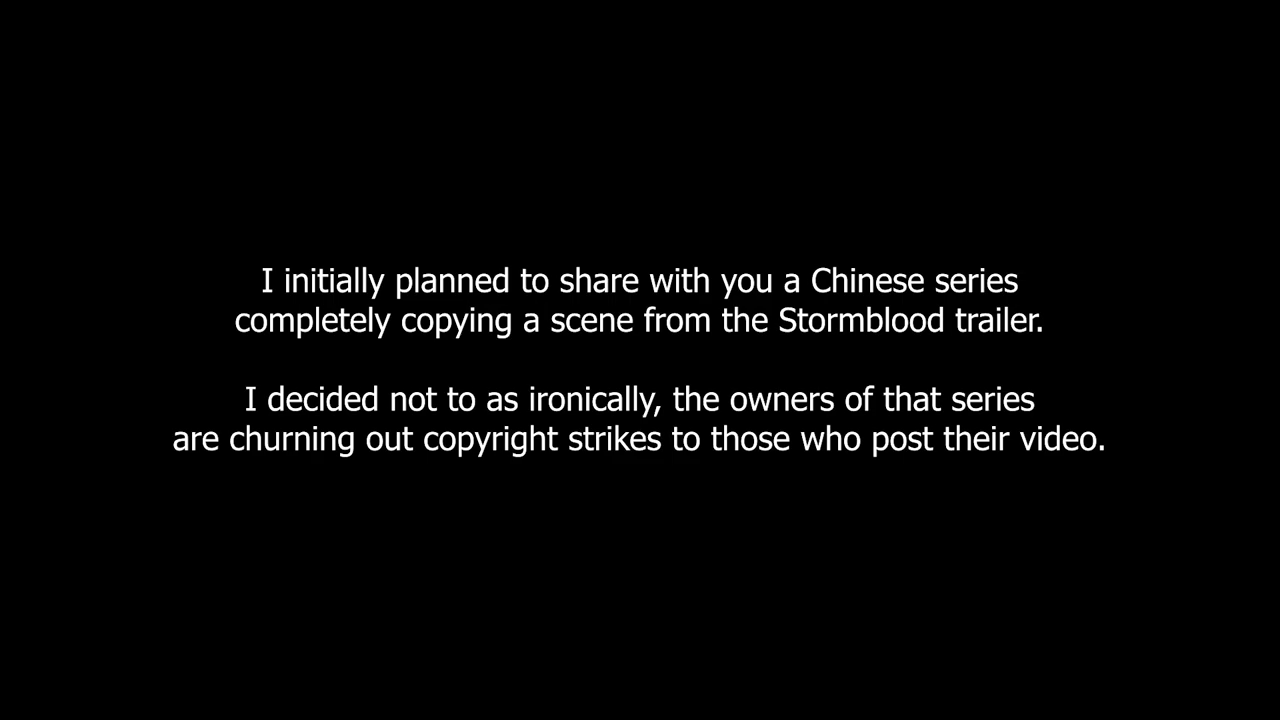 I initially planned to share with you a Chinese series
completely copying a scene from the Stormblood trailer.
I decided not to as ironically, the owners of that series
are churning out copyright strikes to those who post their video.